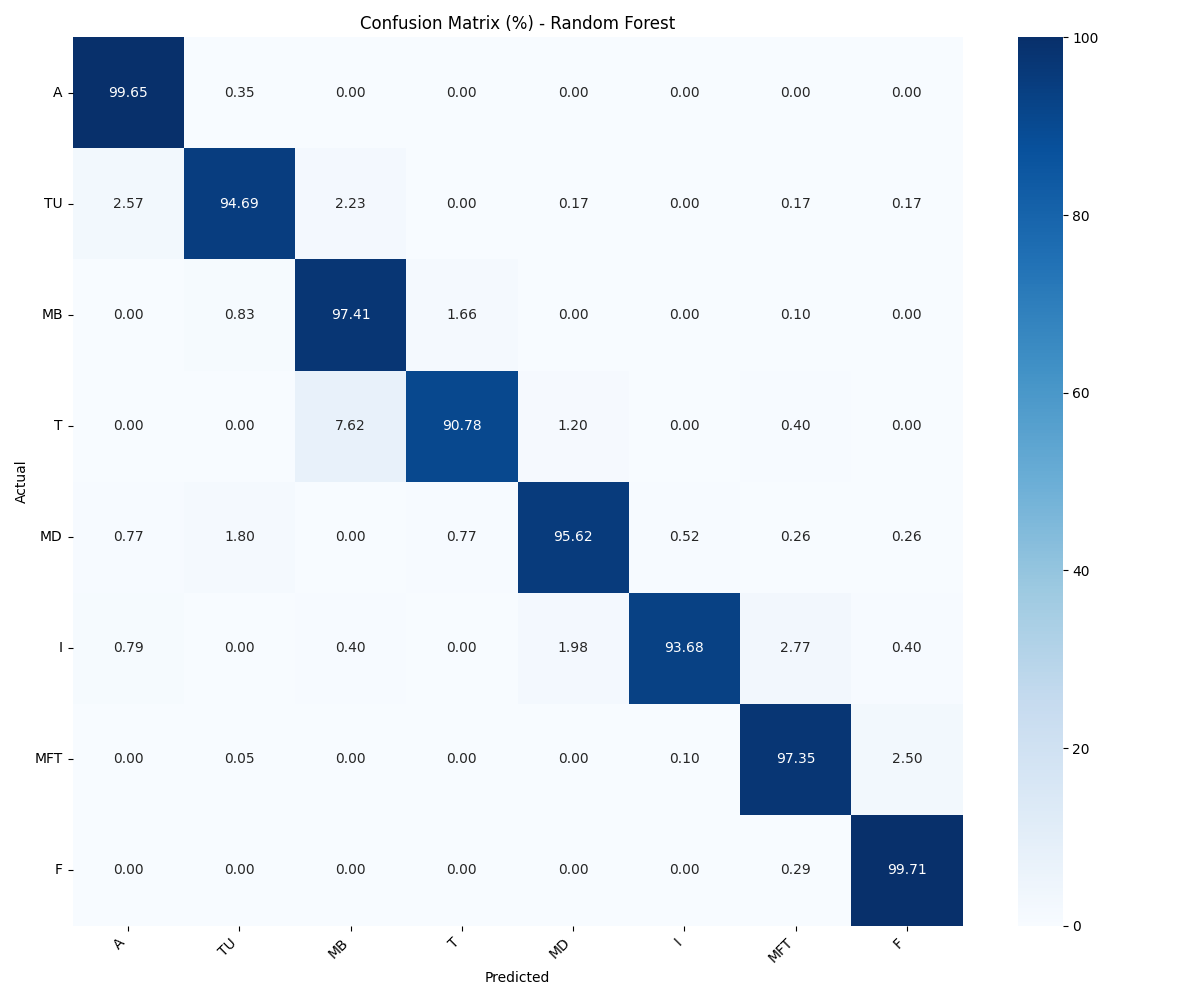 Confusion Matrix (%) - Random Forest
A 99.65 0.35 0.00 0.00 0.00 0.00 0.00 0.00
TU 2.57 94.69 2.23 0.00 0.17 0.00 0.17 0.17
MB 0.00 0.83 97.41 1.66 0.00 0.00 0.10 0.00
T 0.00 0.00 7.62 90.78 1.20 0.00 0.40 0.00
MD 0.77 1.80 0.00 0.77 95.62 0.52 0.26 0.26
I 0.79 0.00 0.40 0.00 1.98 93.68 2.77 0.40
MFT 0.00 0.05 0.00 0.00 0.00 0.10 97.35 2.50
F 0.00 0.00 0.00 0.00 0.00 0.00 0.29 99.71
A TU MB T MD I MFT F
Predicted
Actual
100
80
60
40
20
0